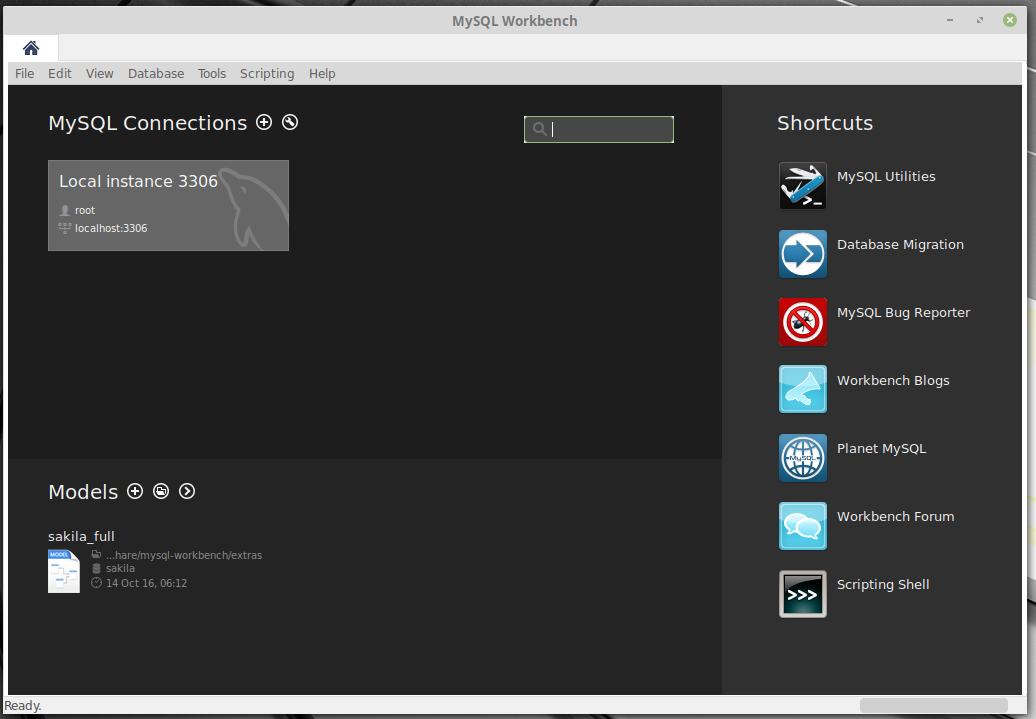 MySQL Workbench
File Edit View Database Tools Scripting Help
MySQL Connections
Local instance 3306
root
localhost:3306
Models
sakila_full
MODEL
...hare/mysql-workbench/extras
sakila
14 Oct 16, 06:12
Shortcuts
>_
MySQL Utilities
Database Migration
MySQL Bug Reporter
Workbench Blogs
MySQL
Planet MySQL
Workbench Forum
>>>
Scripting Shell
Ready.